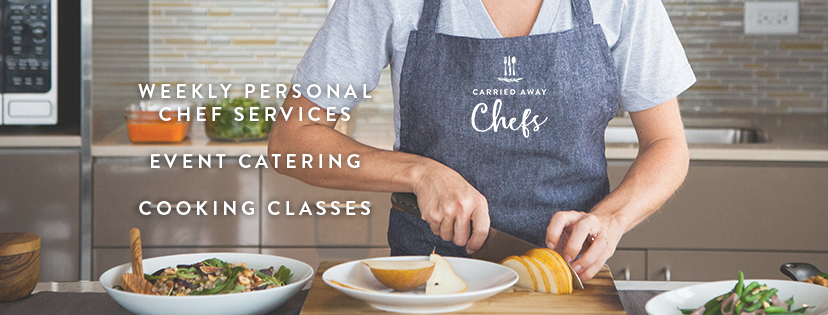 WEEKLY PERSONAL
CHEF SERVICES
EVENT CATERING
COOKING CLASSES
CARRIED AWAY
Chefs